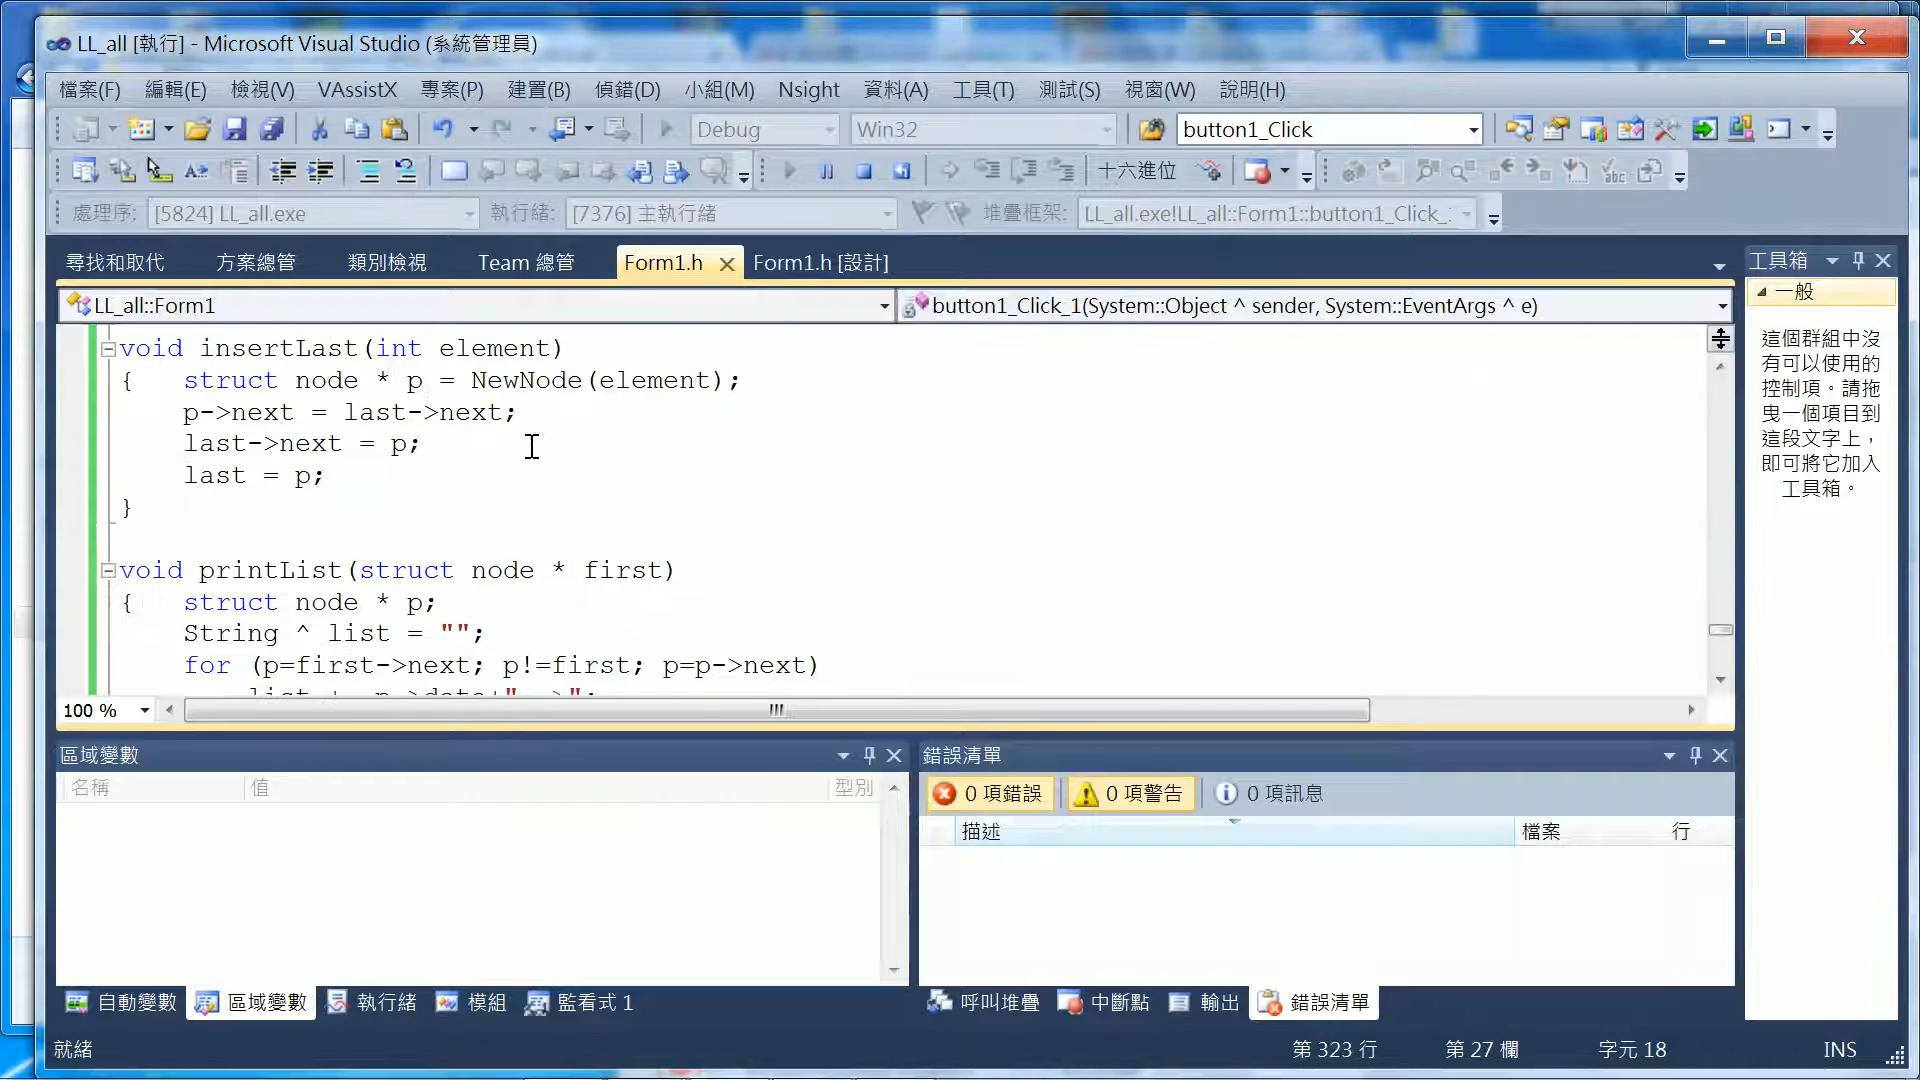 LL_all [執行] - Microsoft Visual Studio (系統管理員)
檔案(F) 編輯(E) 檢視(V) VAssistX 專案(P) 建置(B) 偵錯(D) 小組(M) Nsight 資料(A) 工具(T) 測試(S) 視窗(W) 說明(H)
Debug Win32 button1_Click
十六進位
處理序: [5824] LL_all.exe 執行緒: [7376] 主執行緒 堆疊框架: LL_all.exe!LL_all::Form1::button1_Click_
尋找和取代 方案總管 類別檢視 Team 總管 Form1.h Form1.h [設計]
LL_all::Form1 button1_Click_1(System::Object ^ sender, System::EventArgs ^ e)
void insertLast(int element)
{ struct node * p = NewNode(element);
p->next = last->next;
last->next = p;
last = p;
}
void printList(struct node * first)
{ struct node * p;
String ^ list = "";
for (p=first->next; p!=first; p=p->next)
100 %
工具箱
一般
這個群組中沒
有可以使用的
控制項。請拖
曳一個項目到
這段文字上，
即可將它加入
工具箱。
區域變數
名稱 值 型別
自動變數 區域變數 執行緒 模組 監看式 1
錯誤清單
0 項錯誤 0 項警告 0 項訊息
描述 檔案 行
呼叫堆疊 中斷點 輸出 錯誤清單
就緒 第 323 行 第 27 欄 字元 18 INS